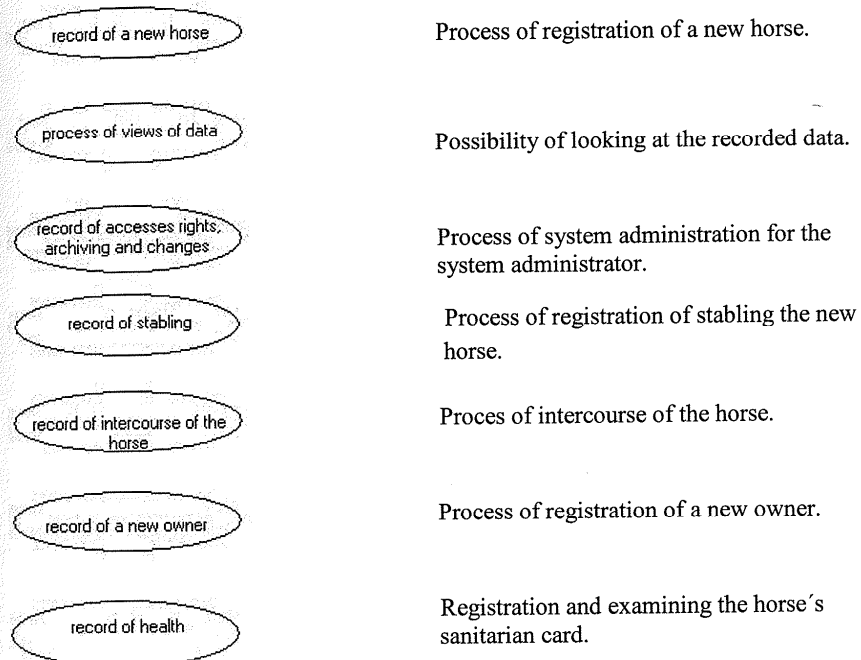 record of a new horse
Process of registration of a new horse.
process of views of data
Possibility of looking at the recorded data.
record of accesses rights,
archiving and changes
Process of system administration for the
system administrator.
record of stabling
Process of registration of stabling the new
horse.
record of intercourse of the
horse
Proces of intercourse of the horse.
record of a new owner
Process of registration of a new owner.
record of health
Registration and examining the horse´s
sanitarian card.